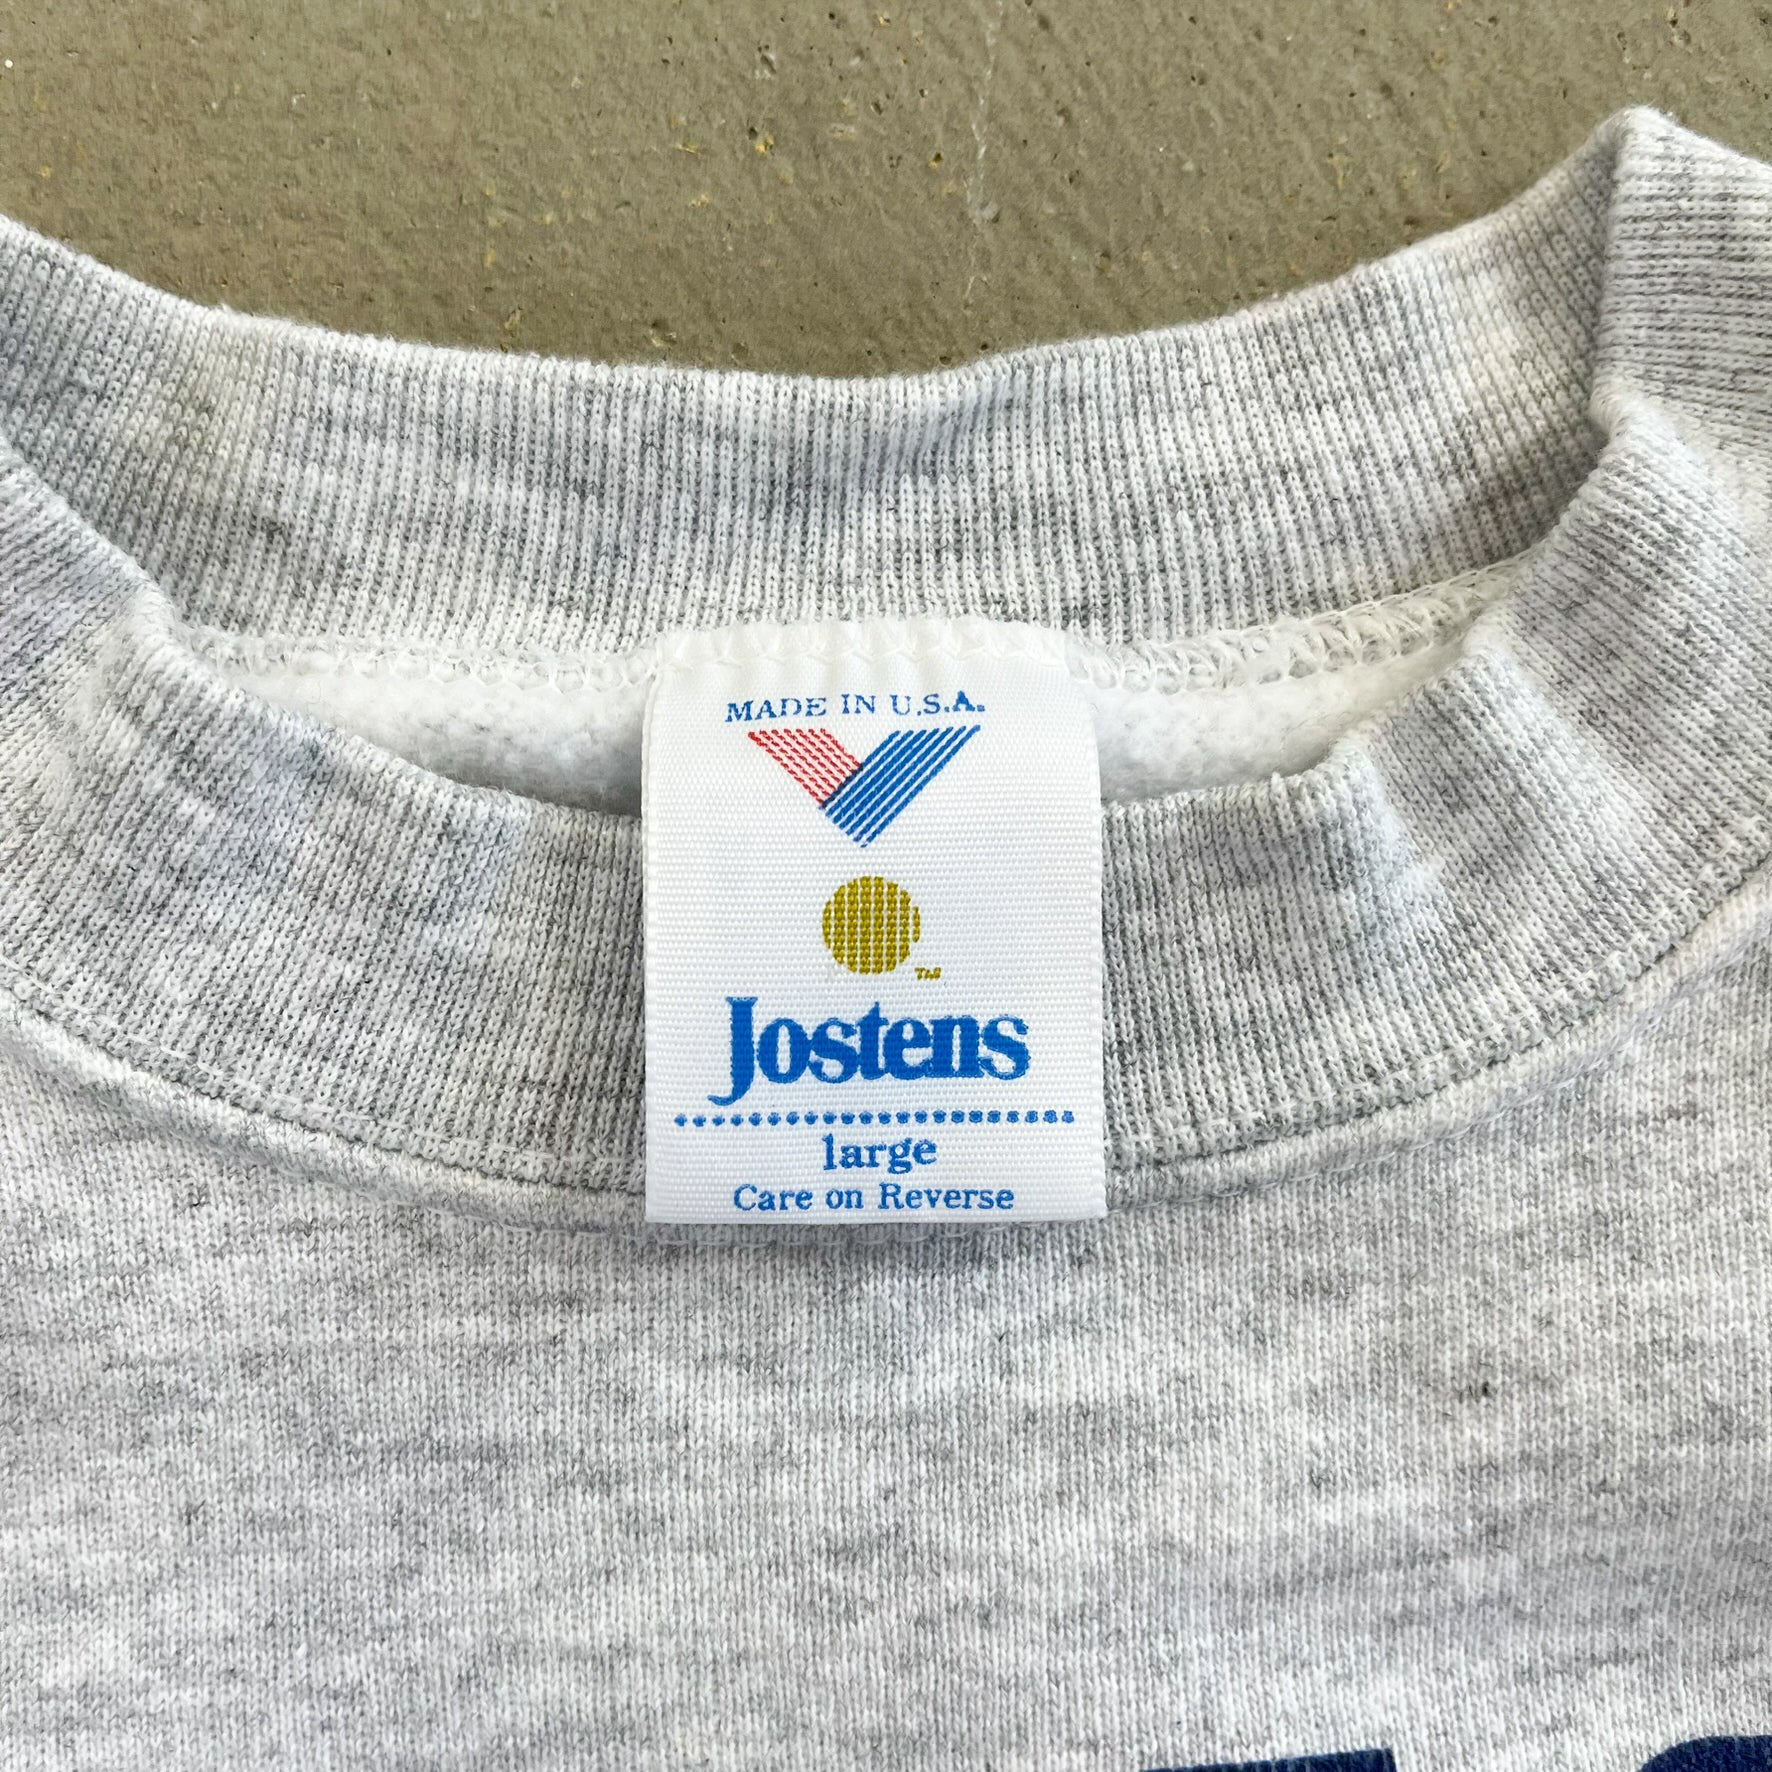 MADE IN U.S.A.
TM
Jostens
large
Care on Reverse